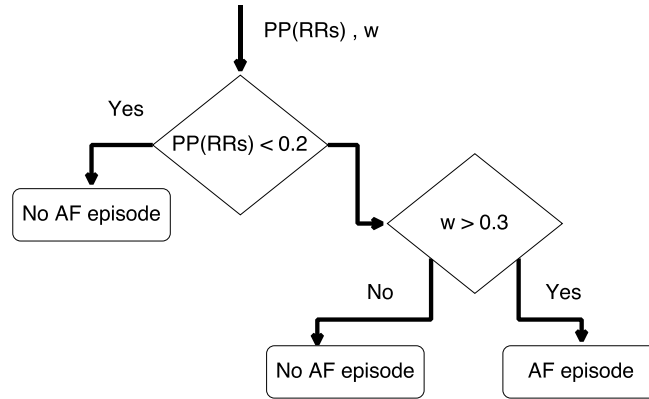 PP(RRs) , w
Yes
PP(RRs) < 0.2
No AF episode
w > 0.3
No
Yes
No AF episode
AF episode